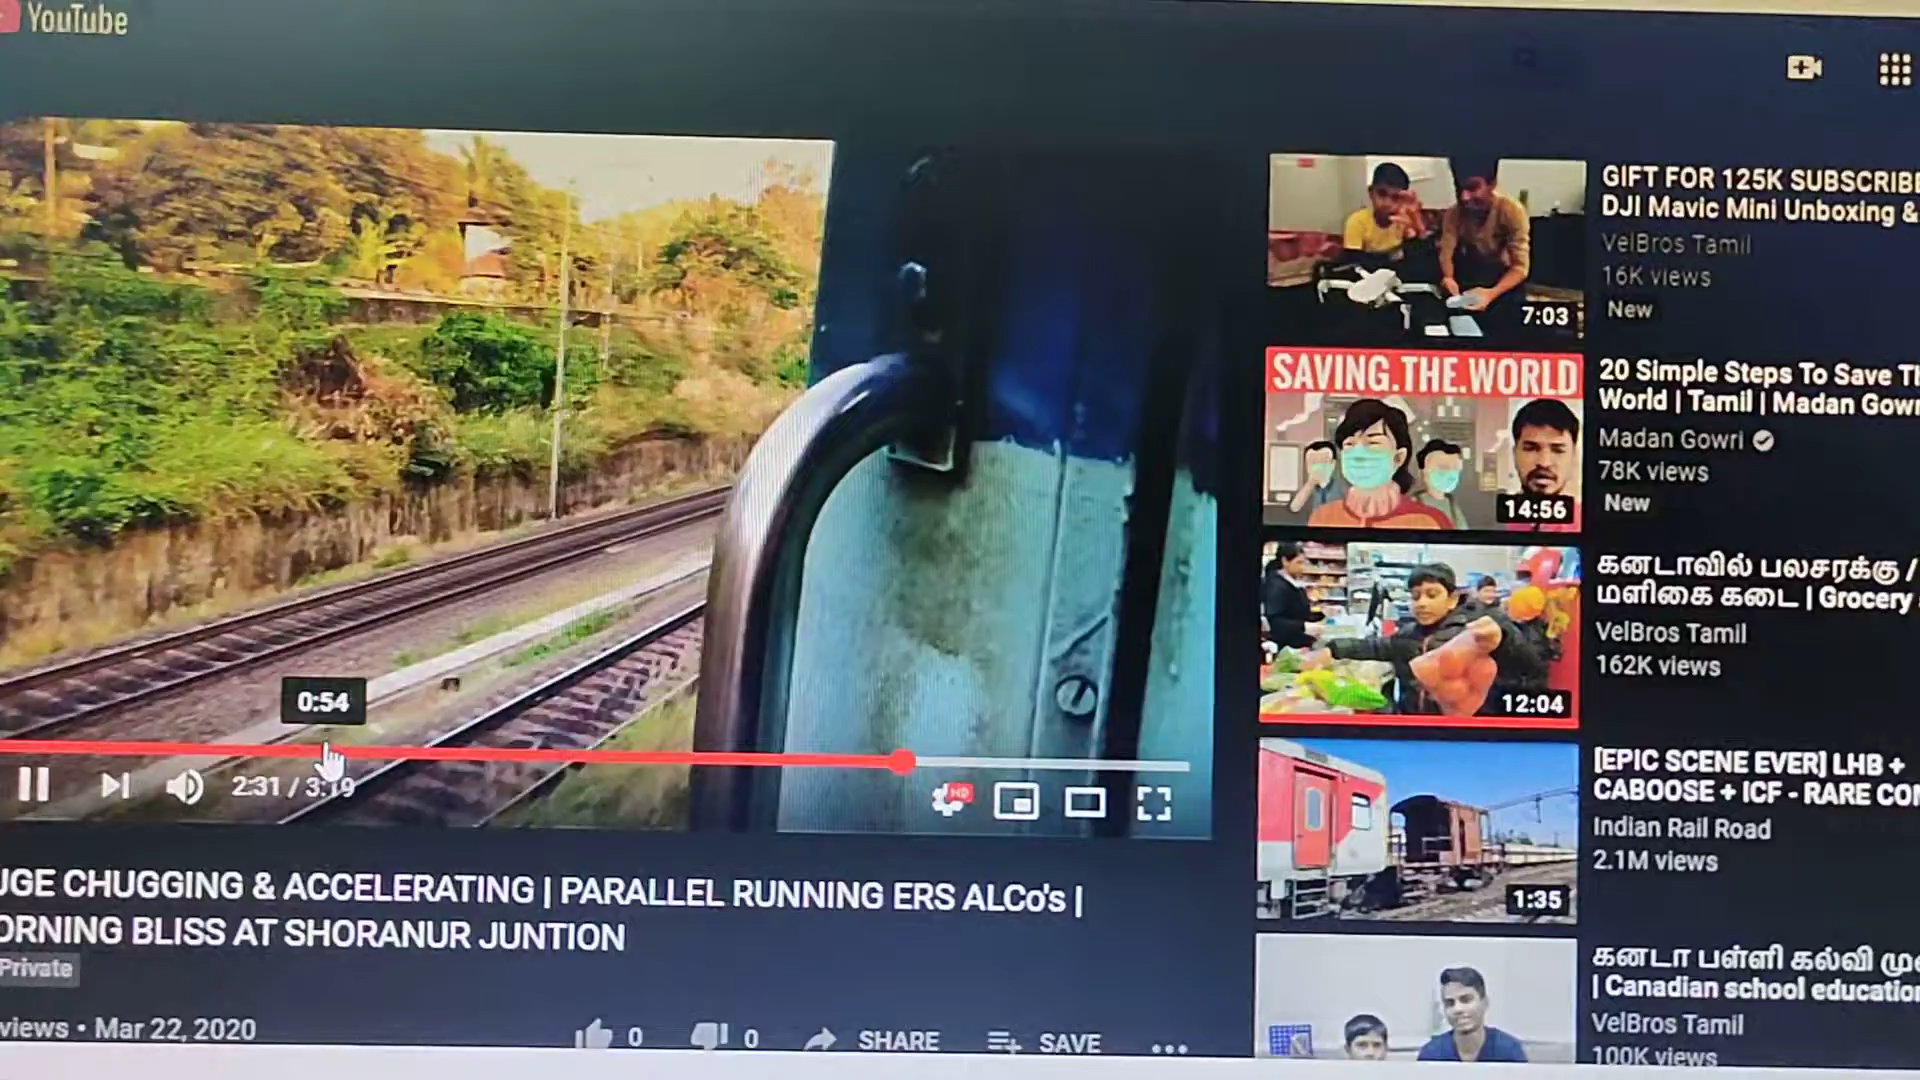 YouTube
0:54
2:31 / 3:19
HD
UGE CHUGGING & ACCELERATING | PARALLEL RUNNING ERS ALCo's |
ORNING BLISS AT SHORANUR JUNTION
Private
views • Mar 22, 2020
0
0
SHARE
SAVE
7:03
GIFT FOR 125K SUBSCRIBE
DJI Mavic Mini Unboxing &
VelBros Tamil
16K views
New
SAVING.THE.WORLD
14:56
20 Simple Steps To Save Th
World | Tamil | Madan Gowr
Madan Gowri
78K views
New
12:04
கனடாவில் பலசரக்கு /
மளிகை கடை | Grocery
VelBros Tamil
162K views
1:35
[EPIC SCENE EVER] LHB +
CABOOSE + ICF - RARE CO
Indian Rail Road
2.1M views
கனடா பள்ளி கல்வி மு
| Canadian school education
VelBros Tamil
100K views